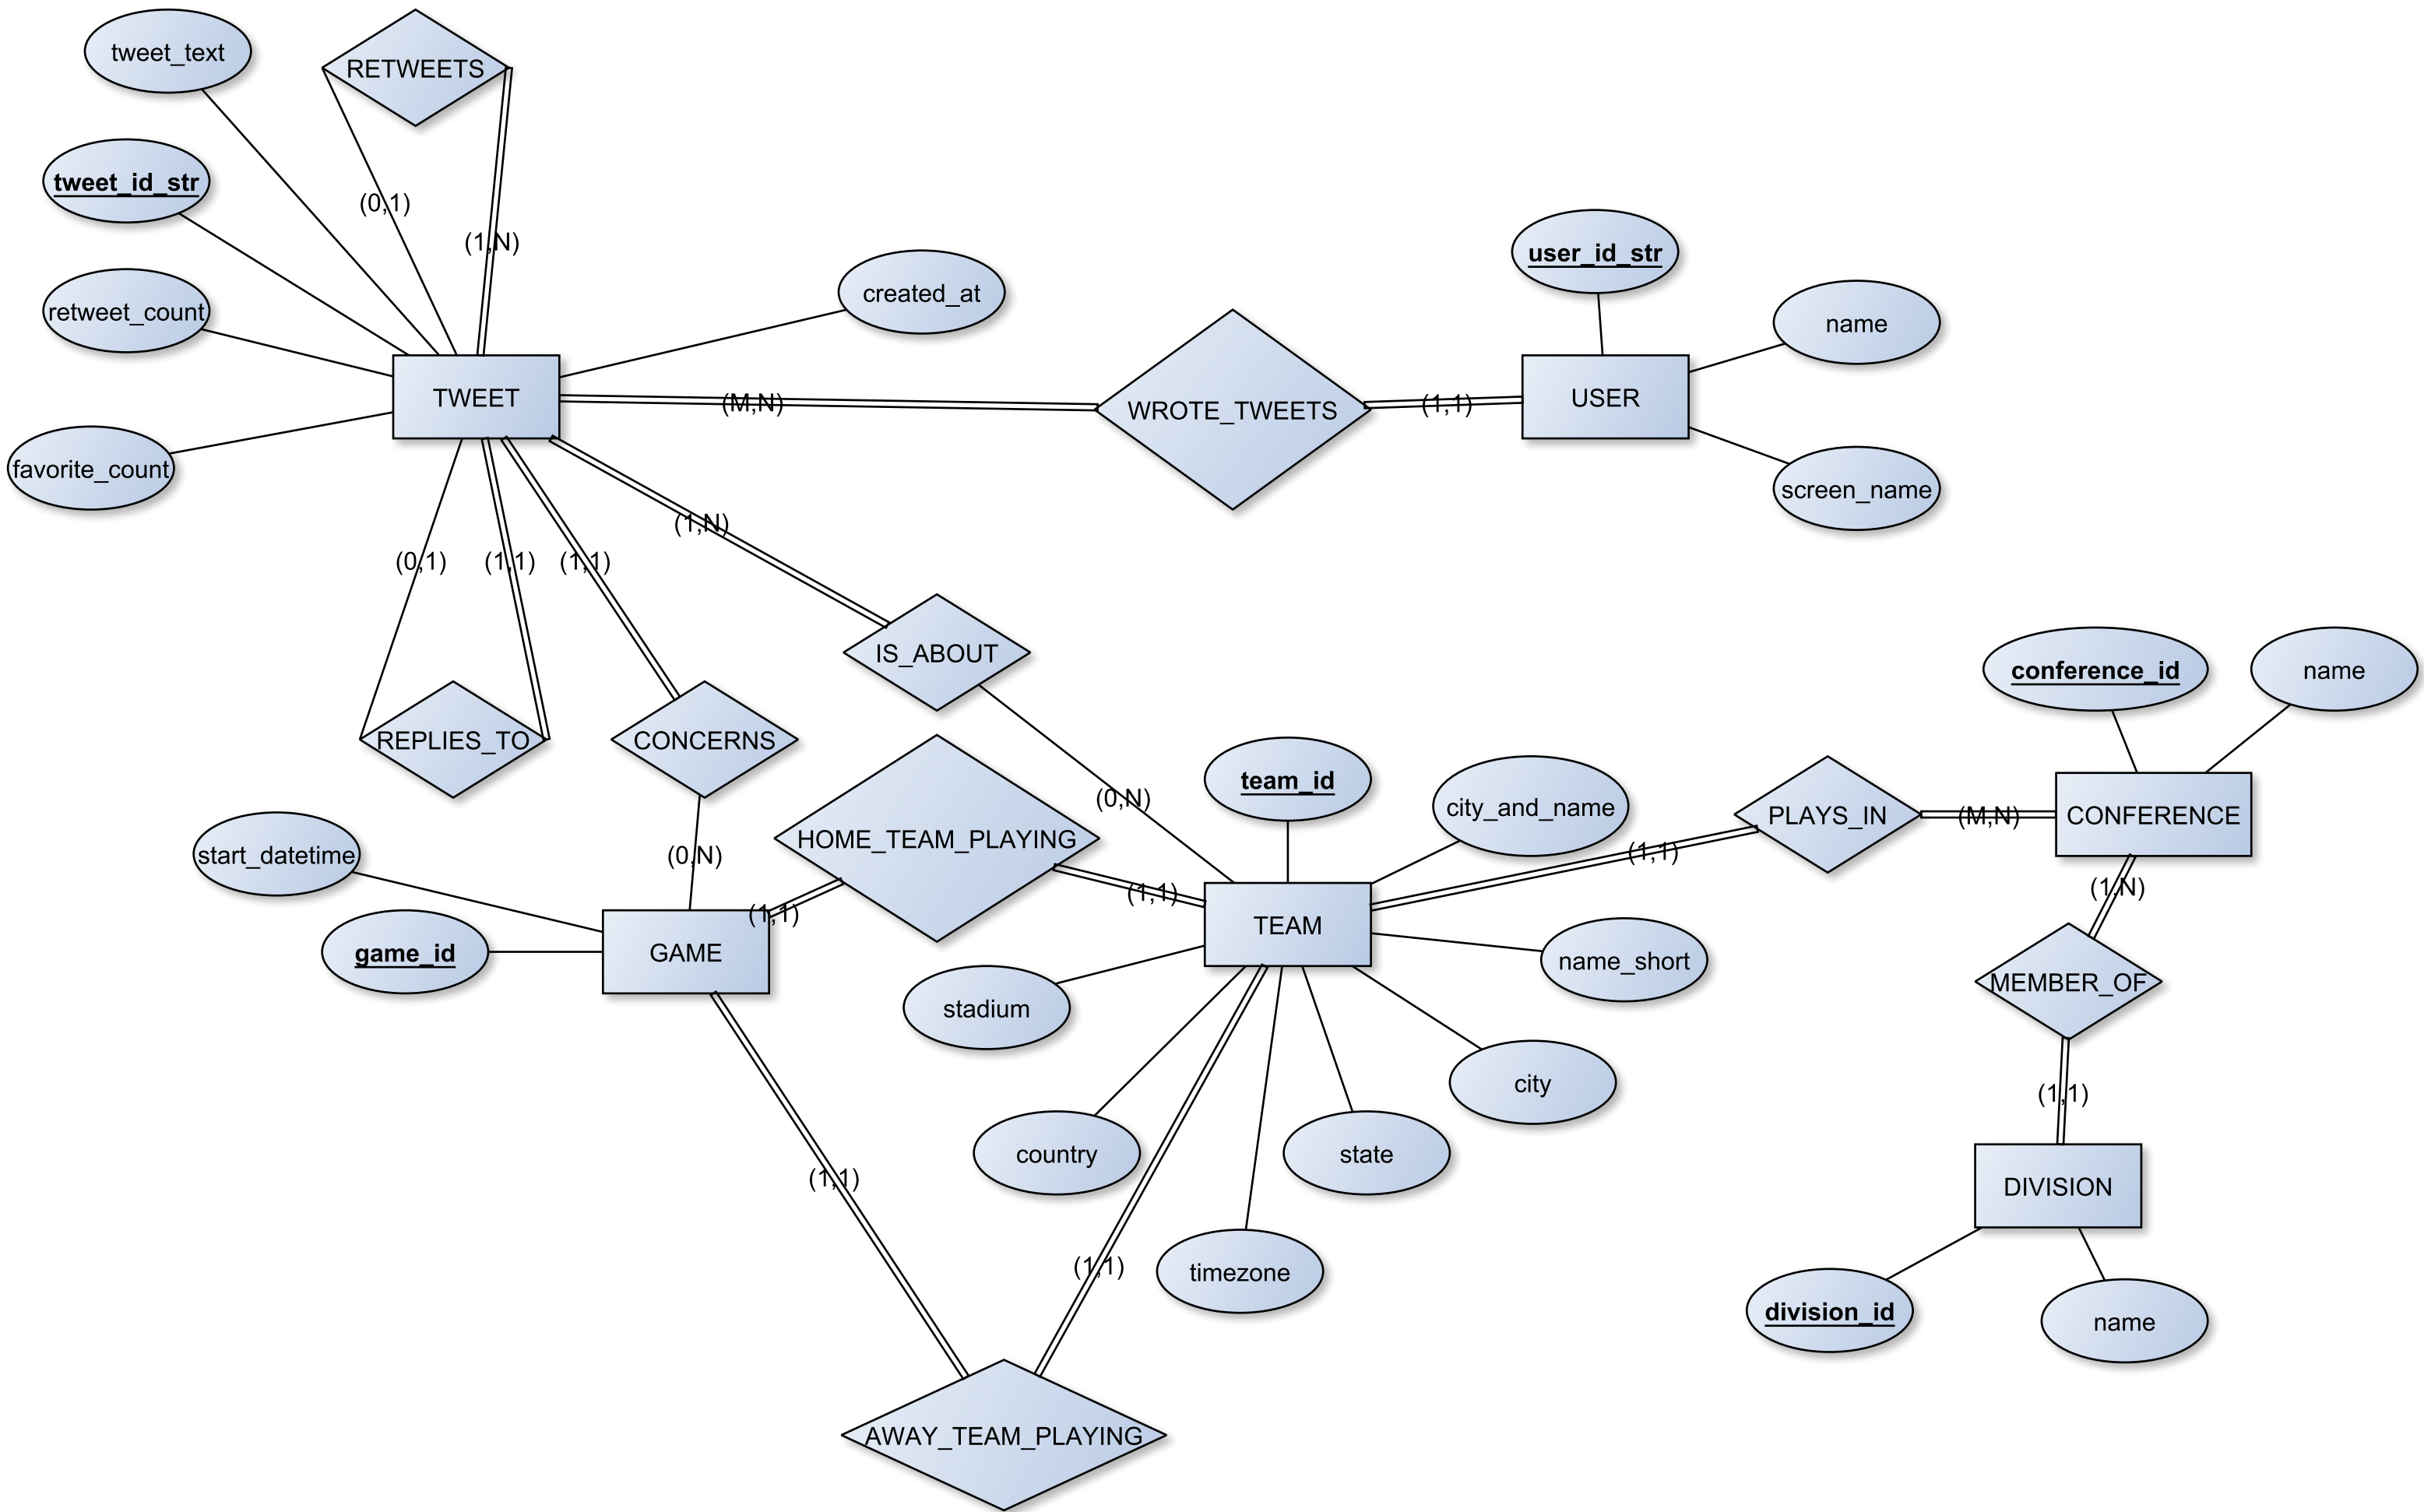 tweet_text
RETWEETS
tweet_id_str
(0,1)
(1,N)
user_id_str
retweet_count
created_at
name
TWEET
(M,N)
WROTE_TWEETS
(1,1)
USER
favorite_count
screen_name
(1,N)
(0,1)
(1,1)
(1,1)
IS_ABOUT
conference_id
name
REPLIES_TO
CONCERNS
team_id
(0,N)
city_and_name
PLAYS_IN
(M,N)
CONFERENCE
start_datetime
(0,N)
HOME_TEAM_PLAYING
(1,1)
(1,1)
(1,1)
(1,N)
game_id
GAME
TEAM
name_short
MEMBER_OF
stadium
city
(1,1)
country
state
(1,1)
DIVISION
(1,1)
timezone
division_id
name
AWAY_TEAM_PLAYING